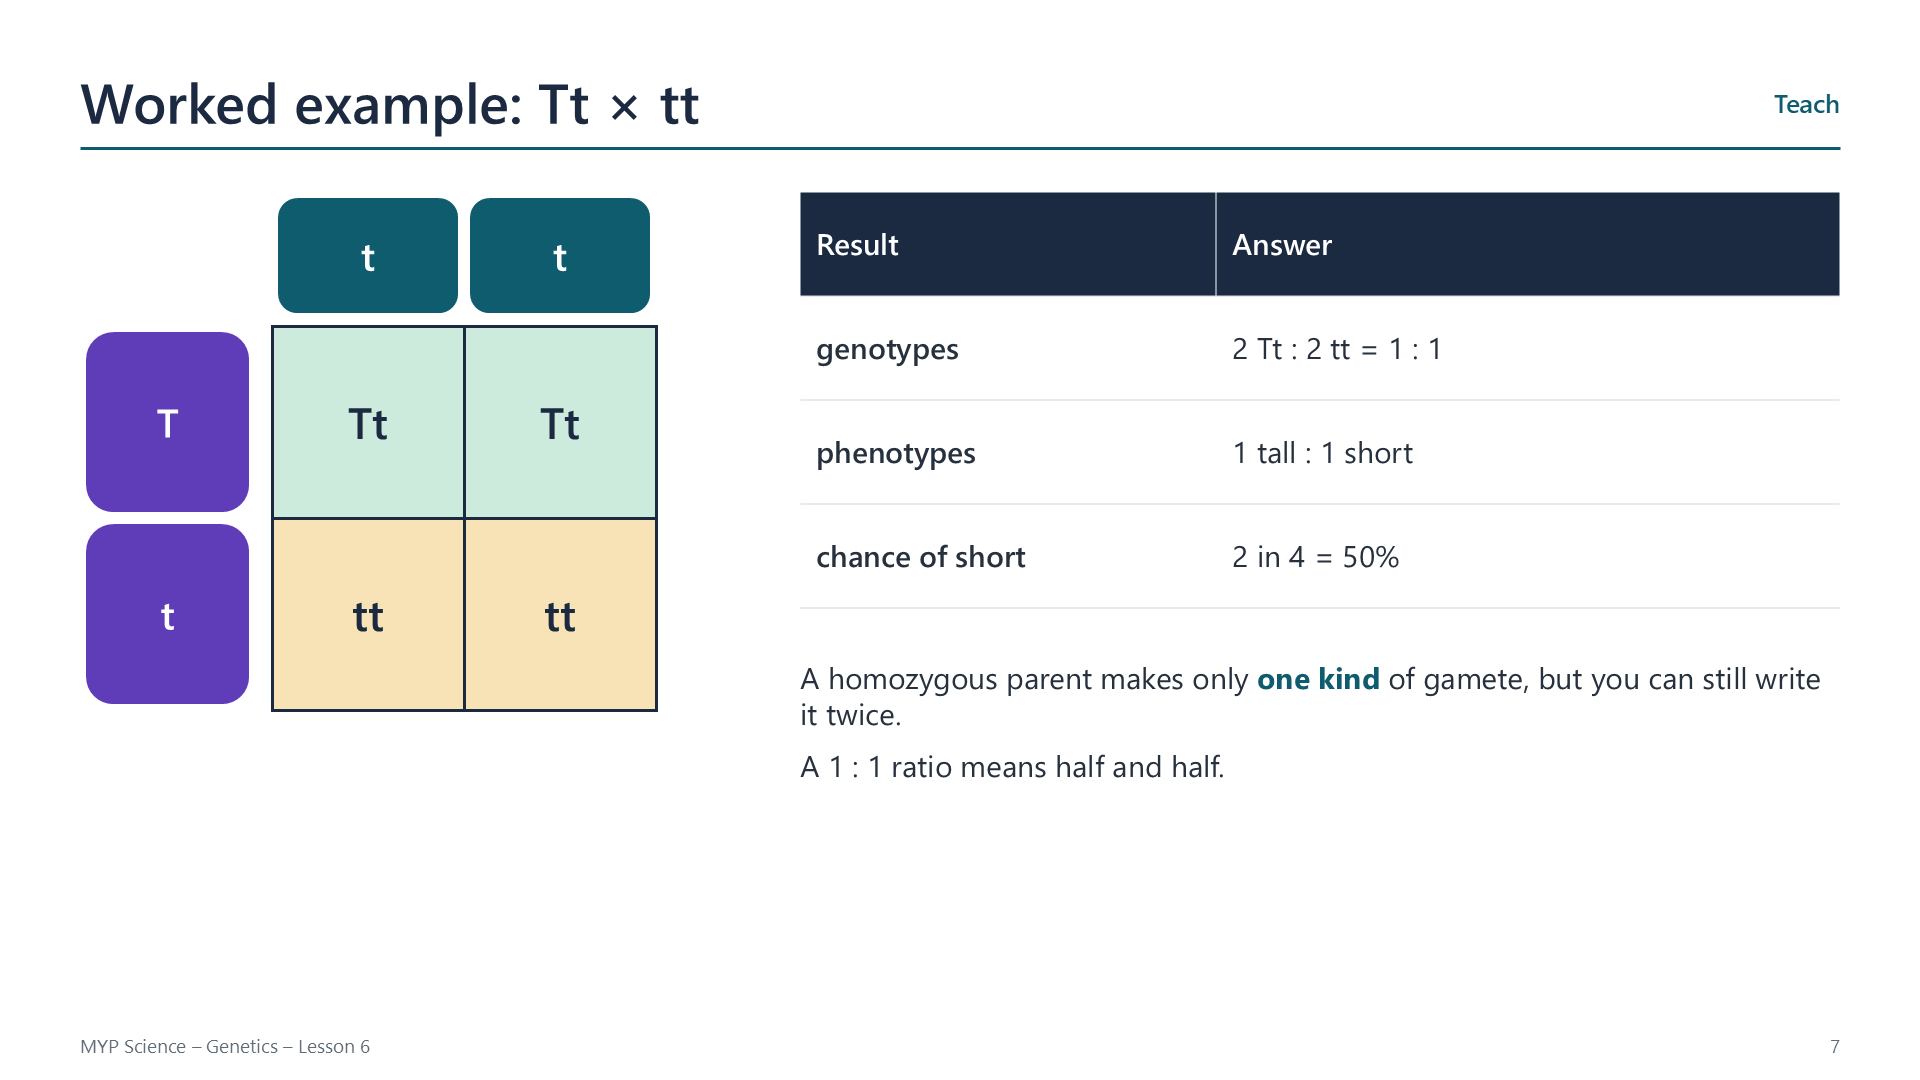 Worked example: Tt × tt
Teach
t t
T Tt Tt
t tt tt
Result Answer
genotypes 2 Tt : 2 tt = 1 : 1
phenotypes 1 tall : 1 short
chance of short 2 in 4 = 50%
A homozygous parent makes only one kind of gamete, but you can still write
it twice.
A 1 : 1 ratio means half and half.
MYP Science – Genetics – Lesson 6
7